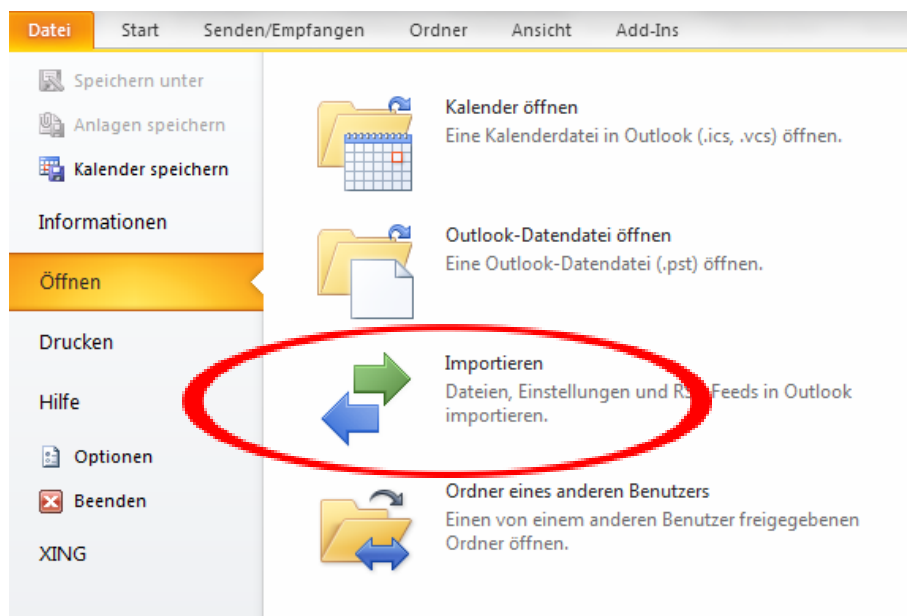 Datei Start Senden/Empfangen Ordner Ansicht Add-Ins
Speichern unter
Anlagen speichern
Kalender speichern
Informationen
Öffnen
Drucken
Hilfe
Optionen
Beenden
XING
Kalender öffnen
Eine Kalenderdatei in Outlook (.ics, .vcs) öffnen.
Outlook-Datendatei öffnen
Eine Outlook-Datendatei (.pst) öffnen.
Importieren
Dateien, Einstellungen und RSS-Feeds in Outlook
importieren.
Ordner eines anderen Benutzers
Einen von einem anderen Benutzer freigegebenen
Ordner öffnen.